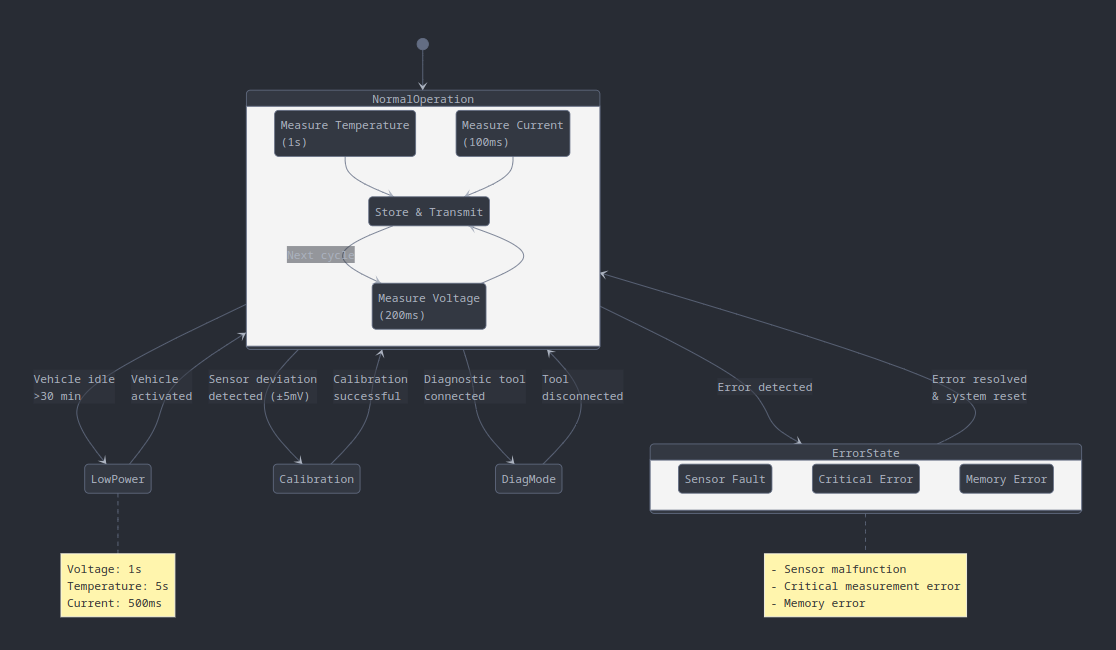 NormalOperation
Measure Temperature
(1s)
Measure Current
(100ms)
Store & Transmit
Next cycle
Measure Voltage
(200ms)
Vehicle idle
>30 min
Vehicle
activated
Sensor deviation
detected (±5mV)
Calibration
successful
Diagnostic tool
connected
Tool
disconnected
Error detected
Error resolved
& system reset
LowPower
Calibration
DiagMode
ErrorState
Sensor Fault
Critical Error
Memory Error
Voltage: 1s
Temperature: 5s
Current: 500ms
- Sensor malfunction
- Critical measurement error
- Memory error